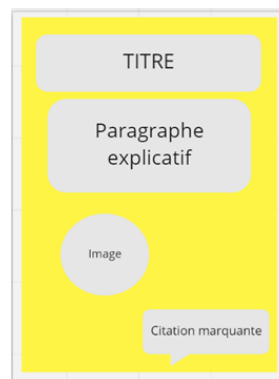 TITRE
Paragraphe
explicatif
Image
Citation marquante